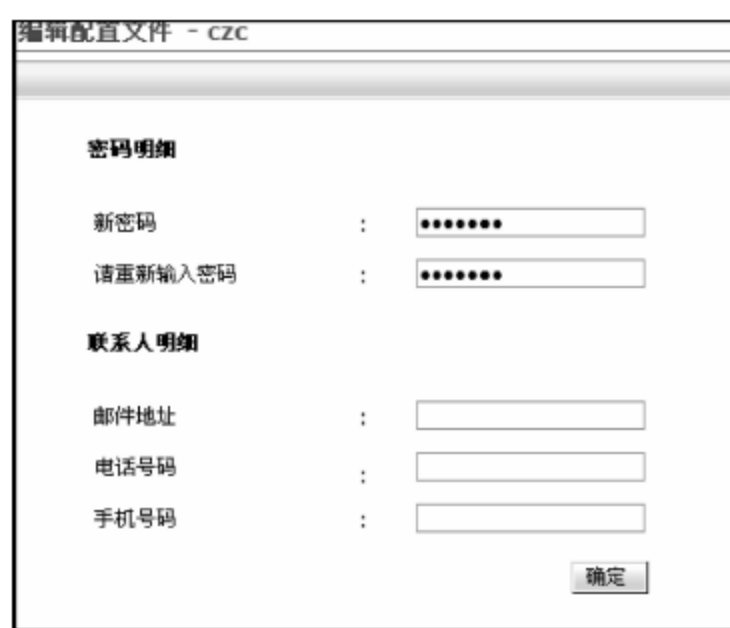 编辑配置文件 - czc
密码明细
新密码 : •••••••
请重新输入密码 : •••••••
联系人明细
邮件地址 :
电话号码 :
手机号码 :
确定